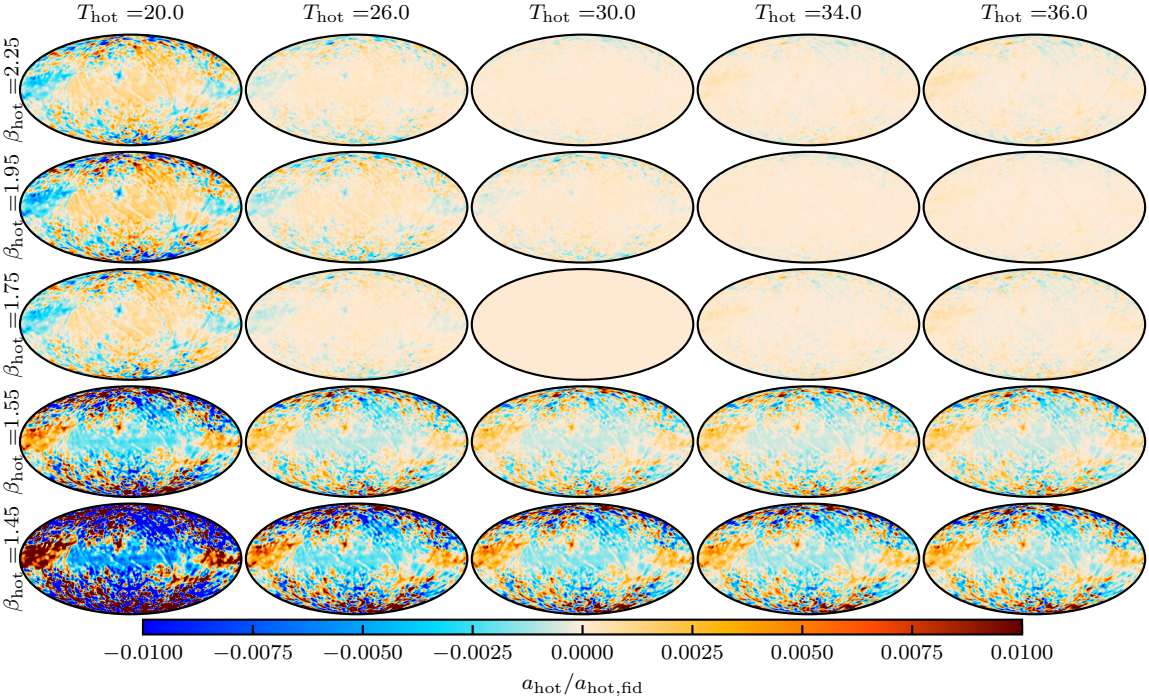 T_hot =20.0 T_hot =26.0 T_hot =30.0 T_hot =34.0 T_hot =36.0
β_hot =2.25
β_hot =1.95
β_hot =1.75
β_hot =1.55
β_hot =1.45
−0.0100 −0.0075 −0.0050 −0.0025 0.0000 0.0025 0.0050 0.0075 0.0100
a_hot/a_hot,fid